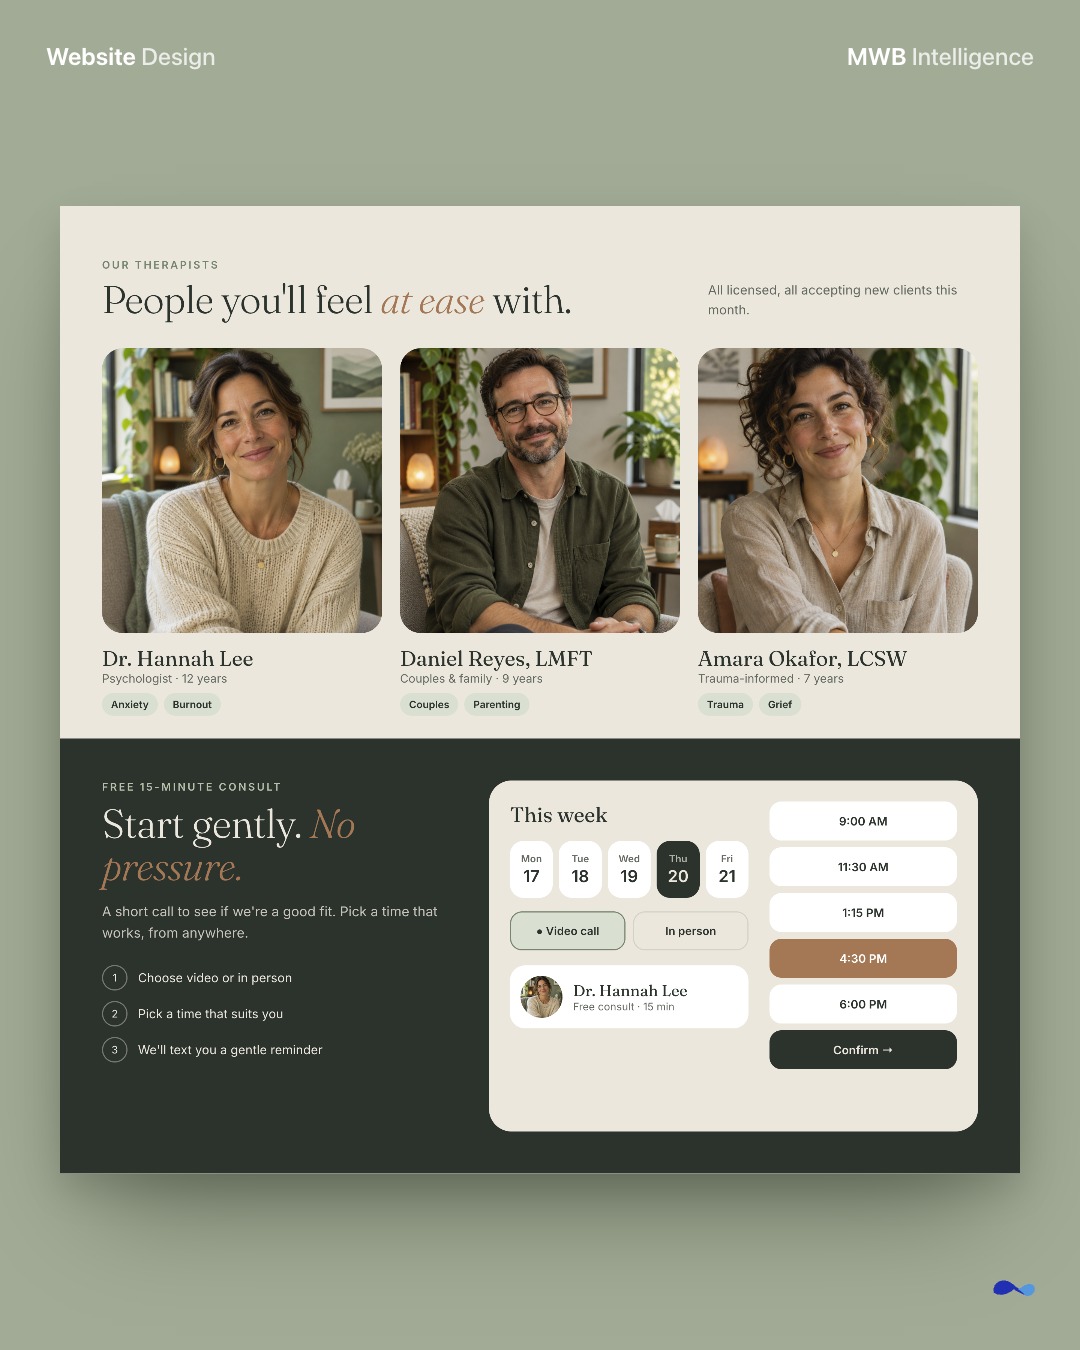 Website Design
MWB Intelligence
OUR THERAPISTS
People you'll feel at ease with.
All licensed, all accepting new clients this
month.
Dr. Hannah Lee
Psychologist · 12 years
Anxiety
Burnout
Daniel Reyes, LMFT
Couples & family · 9 years
Couples
Parenting
Amara Okafor, LCSW
Trauma-informed · 7 years
Trauma
Grief
FREE 15-MINUTE CONSULT
Start gently. No
pressure.
A short call to see if we're a good fit. Pick a time that
works, from anywhere.
1 Choose video or in person
2 Pick a time that suits you
3 We'll text you a gentle reminder
This week
Mon Tue Wed Thu Fri
17 18 19 20 21
● Video call
In person
Dr. Hannah Lee
Free consult · 15 min
9:00 AM
11:30 AM
1:15 PM
4:30 PM
6:00 PM
Confirm →